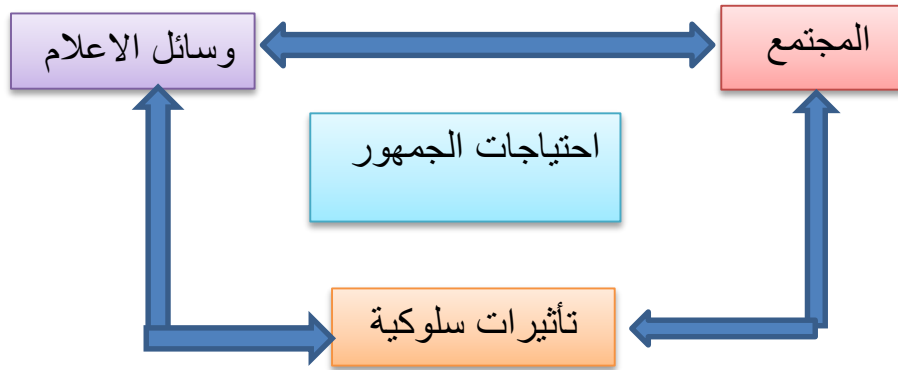 المجتمع
وسائل الاعلام
احتياجات الجمهور
تأثيرات سلوكية